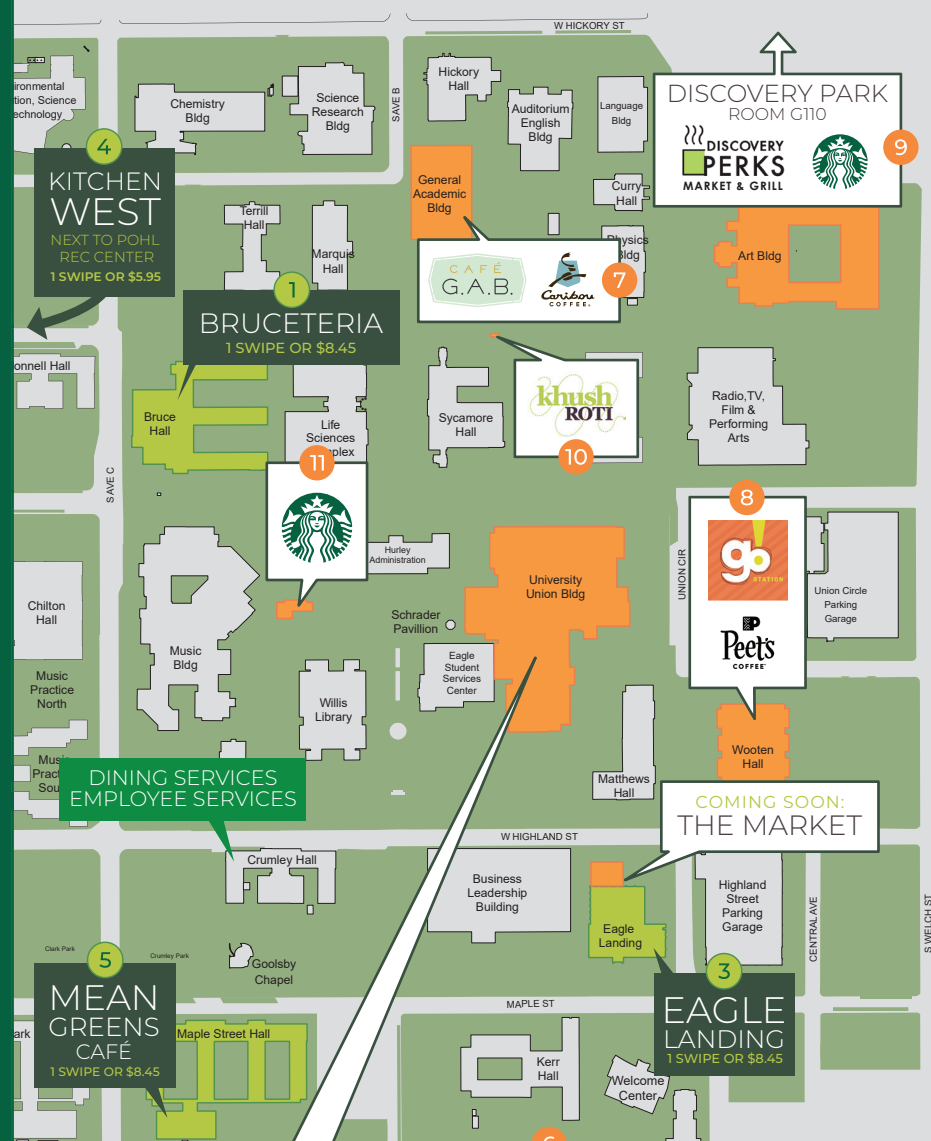 W HICKORY ST
ironmental
tion, Science
echnology
Chemistry
Bldg
Science
Research
Bldg
S AVE B
Hickory
Hall
Auditorium
English
Bldg
Language
Bldg
DISCOVERY PARK
ROOM G110
DISCOVERY
PERKS
MARKET & GRILL
9
4
KITCHEN
WEST
NEXT TO POHL
REC CENTER
1 SWIPE OR $5.95
General
Academic
Bldg
Curry
Hall
Terrill
Hall
Marquis
Hall
Physics
Bldg
Art Bldg
CAFÉ
G.A.B.
Caribou
COFFEE
7
1
BRUCETERIA
1 SWIPE OR $8.45
onnell Hall
Bruce
Hall
Life
Sciences
plex
Sycamore
Hall
khush
ROTI
10
Radio,TV,
Film &
Performing
Arts
11
S AVE C
8
go
STATION
Peet's
COFFEE
Hurley
Administration
University
Union Bldg
UNION CIR
Union Circle
Parking
Garage
Chilton
Hall
Schrader
Pavillion
Music
Bldg
Eagle
Student
Services
Center
Music
Practice
North
Willis
Library
Wooten
Hall
Music
Pract
Sou
Matthews
Hall
DINING SERVICES
EMPLOYEE SERVICES
COMING SOON:
THE MARKET
W HIGHLAND ST
Crumley Hall
Business
Leadership
Building
Eagle
Landing
Highland
Street
Parking
Garage
CENTRAL AVE
S WELCH ST
Clark Park
Crumley Park
Goolsby
Chapel
5
MEAN
GREENS
CAFÉ
1 SWIPE OR $8.45
3
EAGLE
LANDING
1 SWIPE OR $8.45
MAPLE ST
ark
Maple Street Hall
Kerr
Hall
Welcome
Center
6